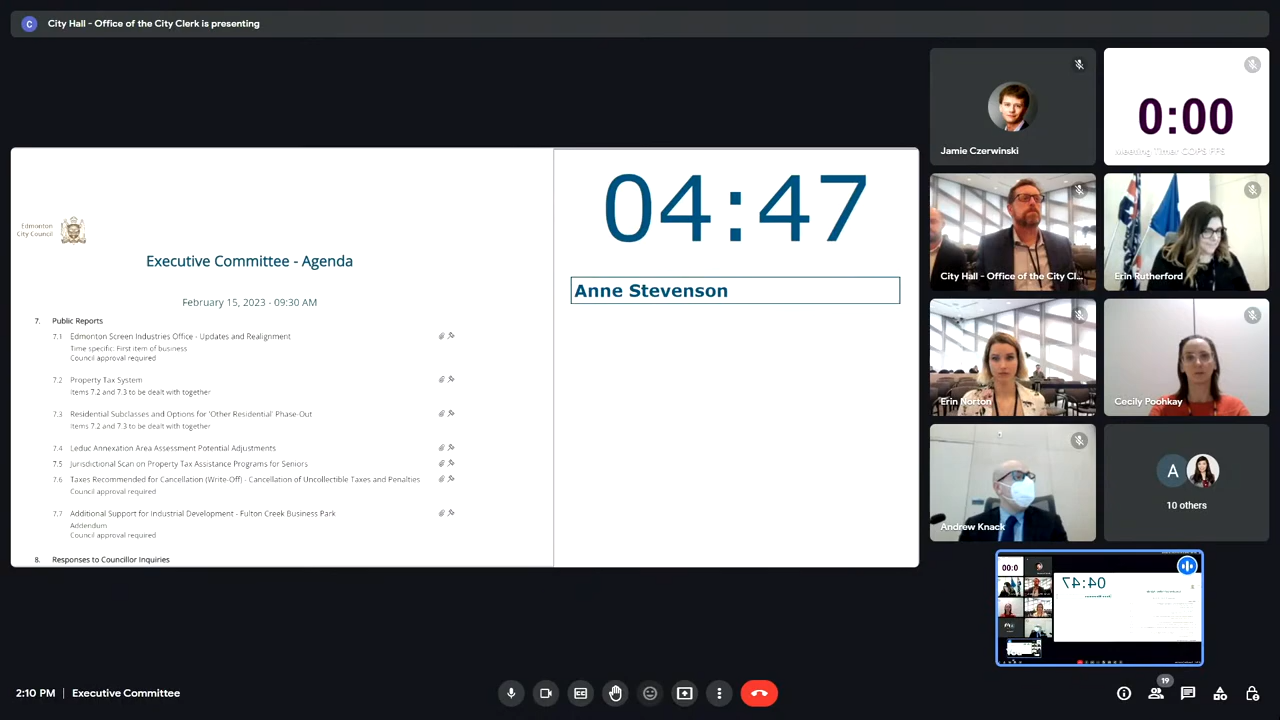 C
City Hall - Office of the City Clerk is presenting
Edmonton
City Council
Executive Committee - Agenda
February 15, 2023 - 09:30 AM
7. Public Reports
7.1 Edmonton Screen Industries Office - Updates and Realignment
Time specific: First item of business
Council approval required
7.2 Property Tax System
Items 7.2 and 7.3 to be dealt with together
7.3 Residential Subclasses and Options for 'Other Residential' Phase-Out
Items 7.2 and 7.3 to be dealt with together
7.4 Leduc Annexation Area Assessment Potential Adjustments
7.5 Jurisdictional Scan on Property Tax Assistance Programs for Seniors
7.6 Taxes Recommended for Cancellation (Write-Off) - Cancellation of Uncollectible Taxes and Penalties
Council approval required
7.7 Additional Support for Industrial Development - Fulton Creek Business Park
Addendum
Council approval required
8. Responses to Councillor Inquiries
04:47
Anne Stevenson
Jamie Czerwinski
0:00
Meeting Timer COPS FPS
City Hall - Office of the City Cl...
Erin Rutherford
Erin Norton
Cecily Poohkay
Andrew Knack
A
10 others
00:0
04:47
2:10 PM | Executive Committee
19